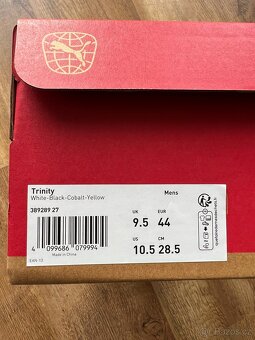 Trinity
White-Black-Cobalt-Yellow
Mens
389289 27
UK EUR
9.5 44
US CM
10.5 28.5
4 099686 079994
Made in China